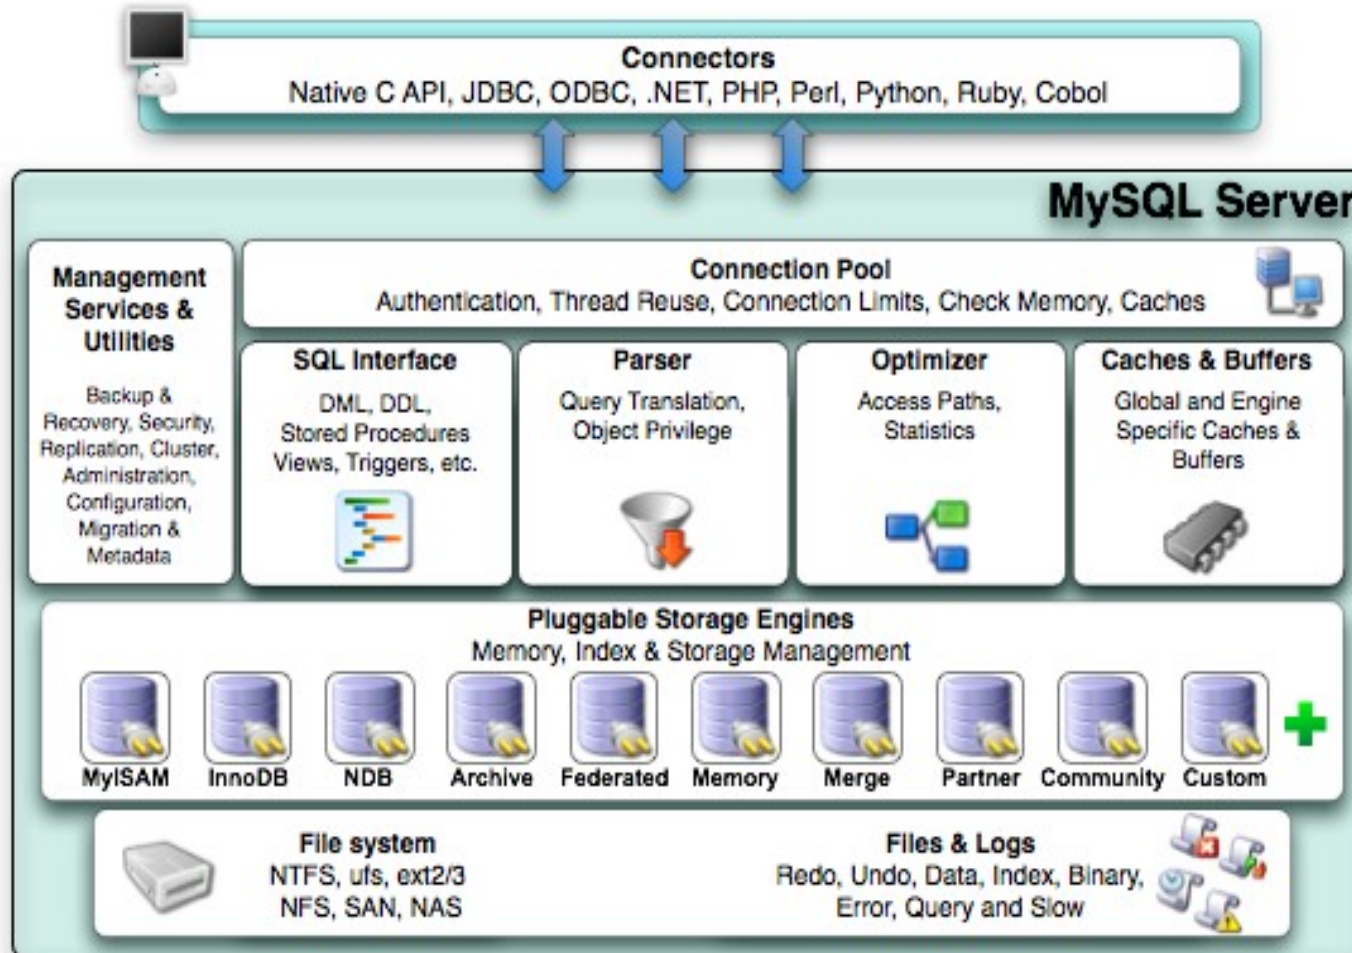 Connectors
Native C API, JDBC, ODBC, .NET, PHP, Perl, Python, Ruby, Cobol
MySQL Server
Management
Services &
Utilities
Backup &
Recovery, Security,
Replication, Cluster,
Administration,
Configuration,
Migration &
Metadata
Connection Pool
Authentication, Thread Reuse, Connection Limits, Check Memory, Caches
SQL Interface
DML, DDL,
Stored Procedures
Views, Triggers, etc.
Parser
Query Translation,
Object Privilege
Optimizer
Access Paths,
Statistics
Caches & Buffers
Global and Engine
Specific Caches &
Buffers
Pluggable Storage Engines
Memory, Index & Storage Management
MyISAM
InnoDB
NDB
Archive
Federated
Memory
Merge
Partner
Community
Custom
File system
NTFS, ufs, ext2/3
NFS, SAN, NAS
Files & Logs
Redo, Undo, Data, Index, Binary,
Error, Query and Slow